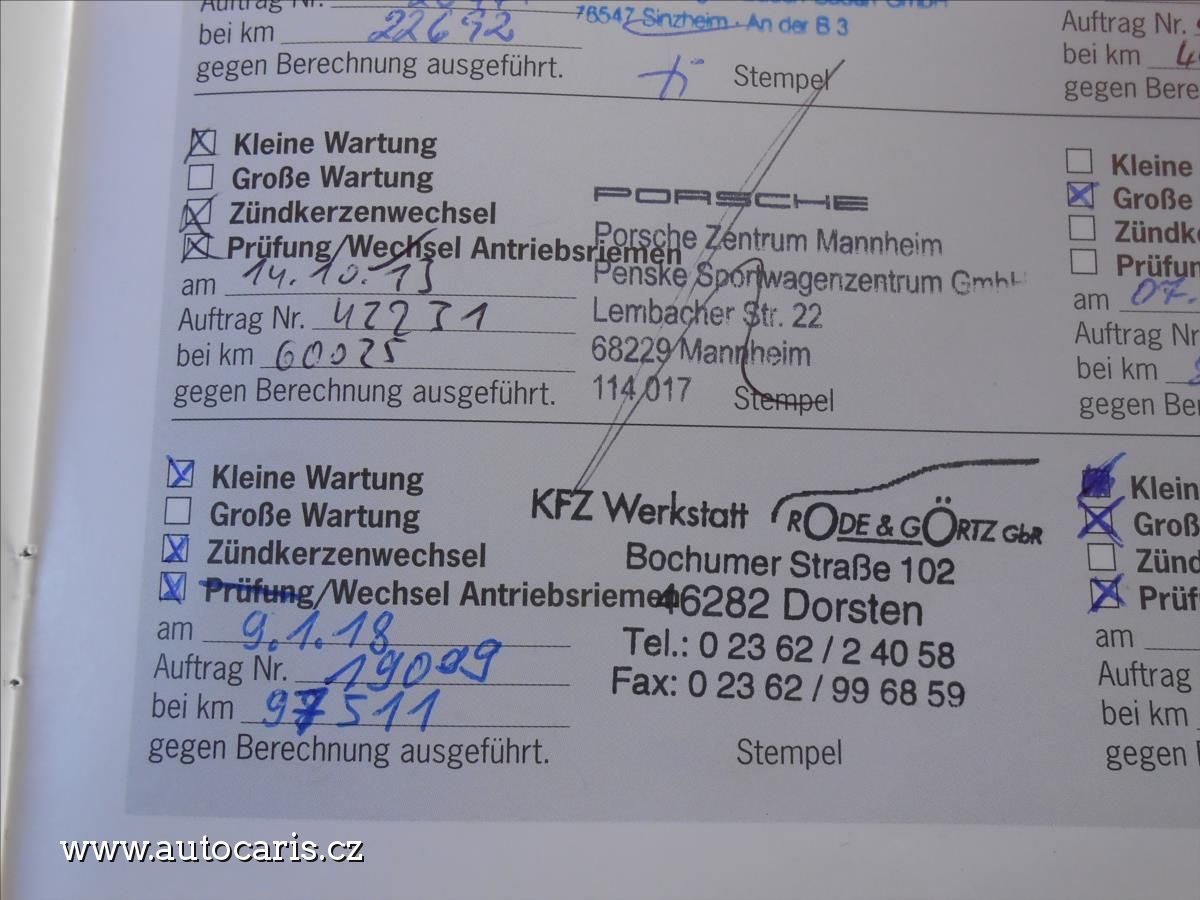 Auftrag Nr.
bei km 22692
gegen Berechnung ausgeführt.
76547 Sinzheim · An der B 3
Stempel
Kleine Wartung
Große Wartung
Zündkerzenwechsel
Prüfung/Wechsel Antriebsriemen
am 14.10.13
Auftrag Nr. 42231
bei km 60025
gegen Berechnung ausgeführt.
PORSCHE
Porsche Zentrum Mannheim
Penske Sportwagenzentrum GmbH
Lembacher Str. 22
68229 Mannheim
114 017
Stempel
Kleine Wartung
Große Wartung
Zündkerzenwechsel
Prüfung/Wechsel Antriebsriemen
am 9.1.18
Auftrag Nr. 19099
bei km 97511
gegen Berechnung ausgeführt.
KFZ Werkstatt RODE & GÖRTZ GbR
Bochumer Straße 102
46282 Dorsten
Tel.: 0 23 62 / 2 40 58
Fax: 0 23 62 / 99 68 59
Stempel
Auftrag Nr.
bei km
gegen Bere
Kleine
Große
Zündk
Prüfun
am 07.
Auftrag Nr
bei km
gegen Be
Klein
Groß
Zünd
Prüf
am
Auftrag
bei km
gegen
www.autocaris.cz